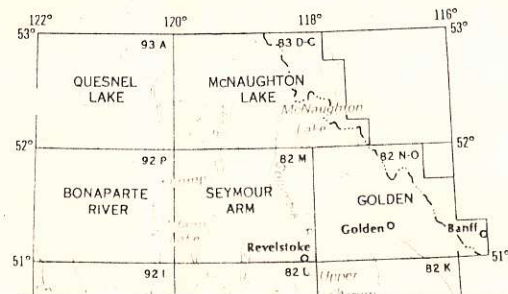 122° 120° 118° 116°
53° 93 A 83 D-C 53°
QUESNEL LAKE
McNAUGHTON LAKE
McNaughton Lake
52° 92 P 82 M 82 N-O 52°
BONAPARTE RIVER
SEYMOUR ARM
GOLDEN
Golden Banff
Revelstoke
51° 92 I 82 L Upper 82 K 51°